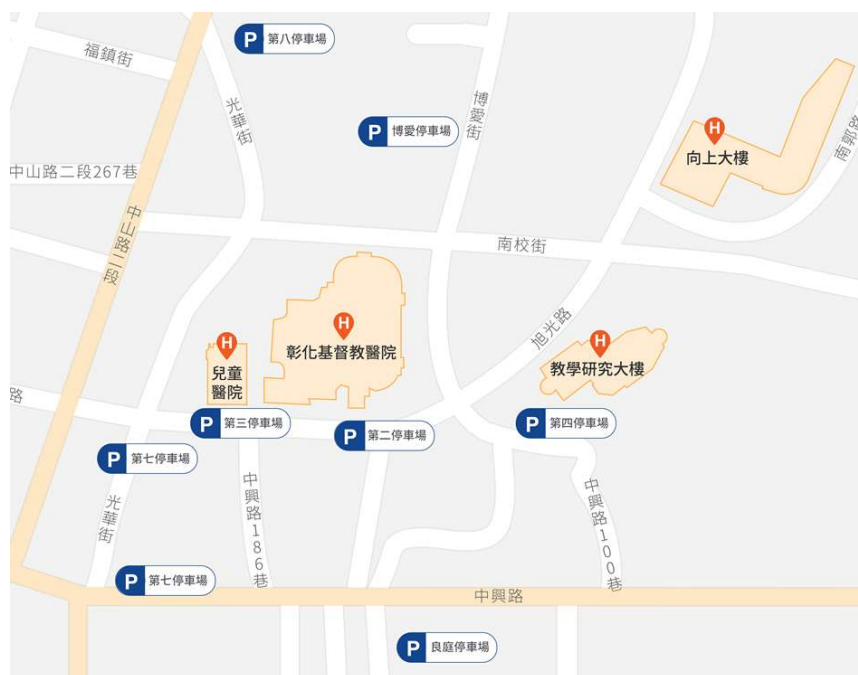 P 第八停車場
福鎮街
光華街
博愛街
P 博愛停車場
H
向上大樓
南郭路
中山路二段267巷
中山路二段
南校街
旭光路
H
彰化基督教醫院
H
兒童
醫院
H
教學研究大樓
路
P 第三停車場
P 第二停車場
P 第四停車場
P 第七停車場
光華街
中興路186巷
中興路100巷
P 第七停車場
中興路
P 良庭停車場